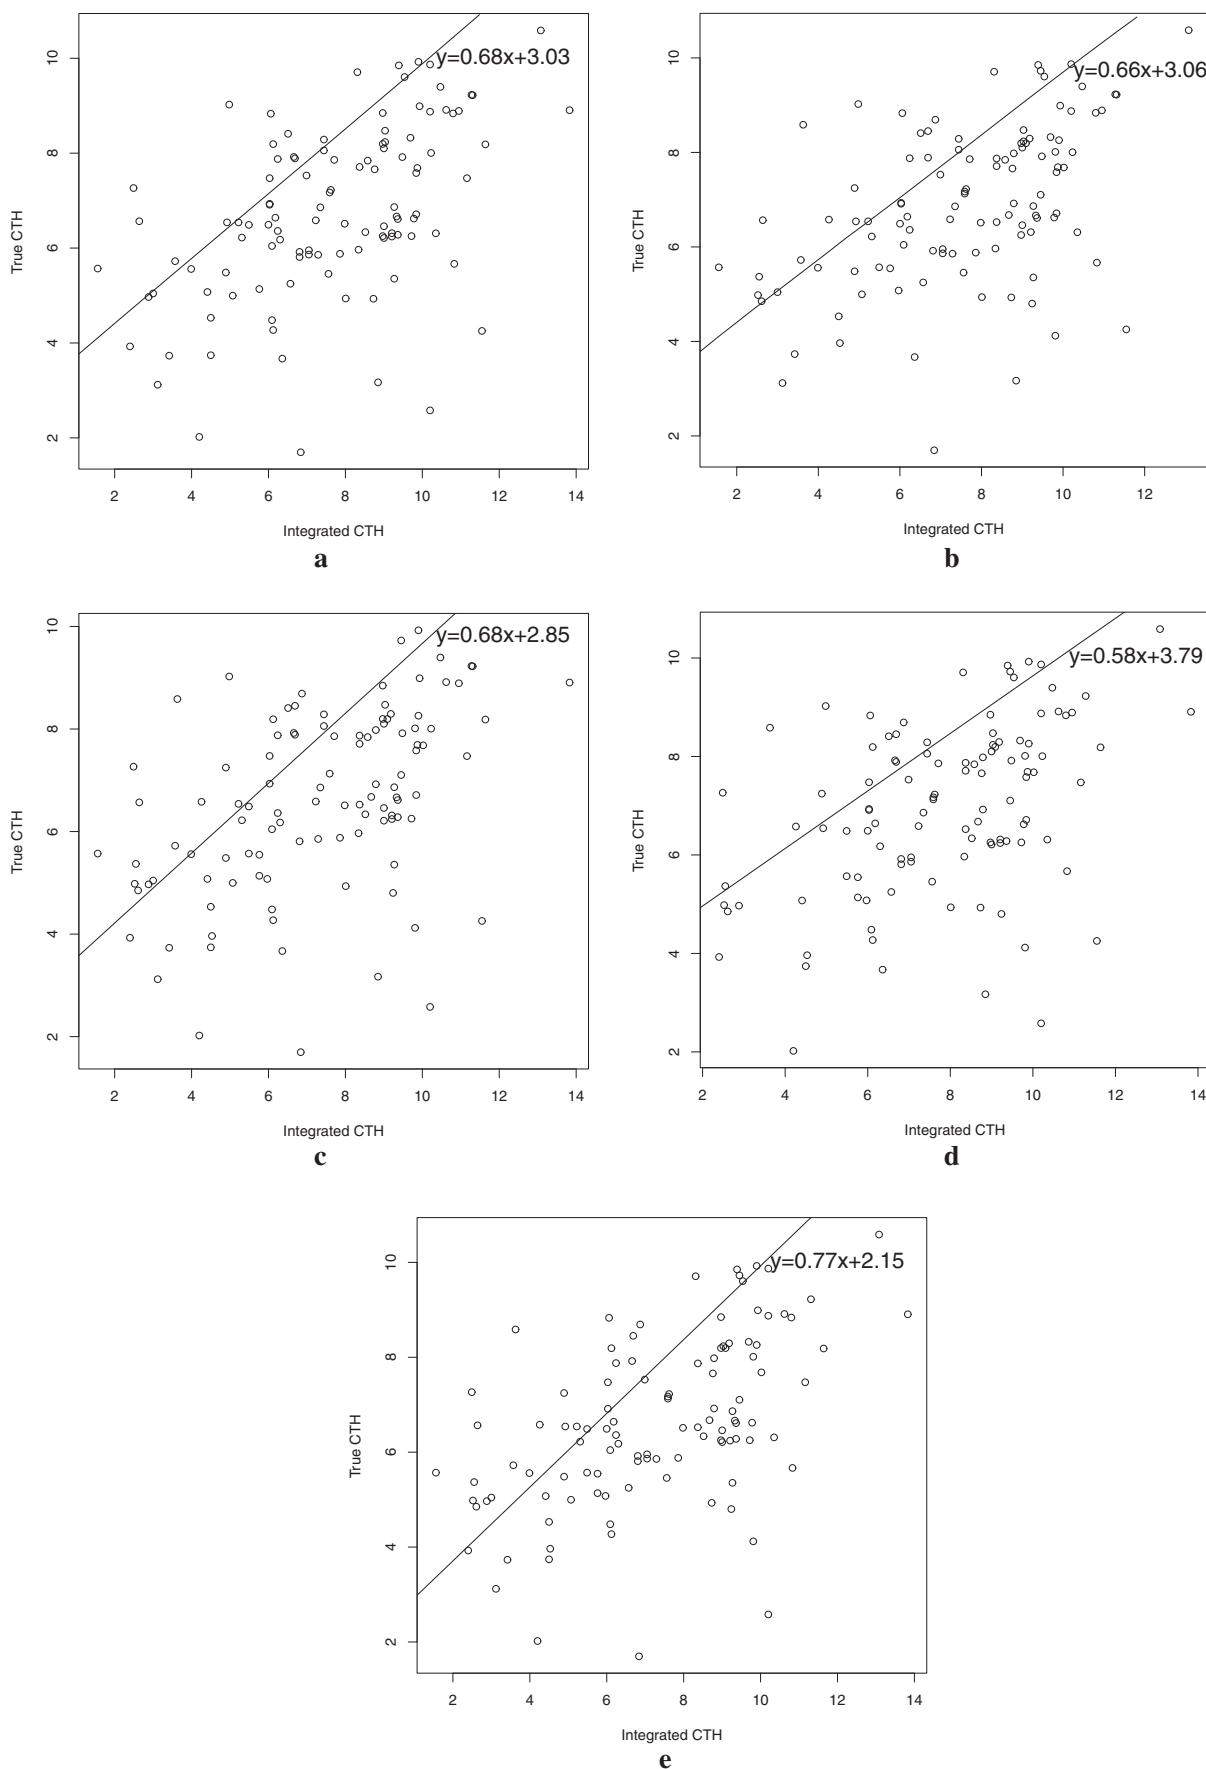 10
8
6
4
2
True CTH
y=0.68x+3.03
2 4 6 8 10 12 14
Integrated CTH
a
10
8
6
4
2
True CTH
y=0.66x+3.06
2 4 6 8 10 12
Integrated CTH
b
10
8
6
4
2
True CTH
y=0.68x+2.85
2 4 6 8 10 12 14
Integrated CTH
c
10
8
6
4
2
True CTH
y=0.58x+3.79
2 4 6 8 10 12 14
Integrated CTH
d
10
8
6
4
2
True CTH
y=0.77x+2.15
2 4 6 8 10 12 14
Integrated CTH
e